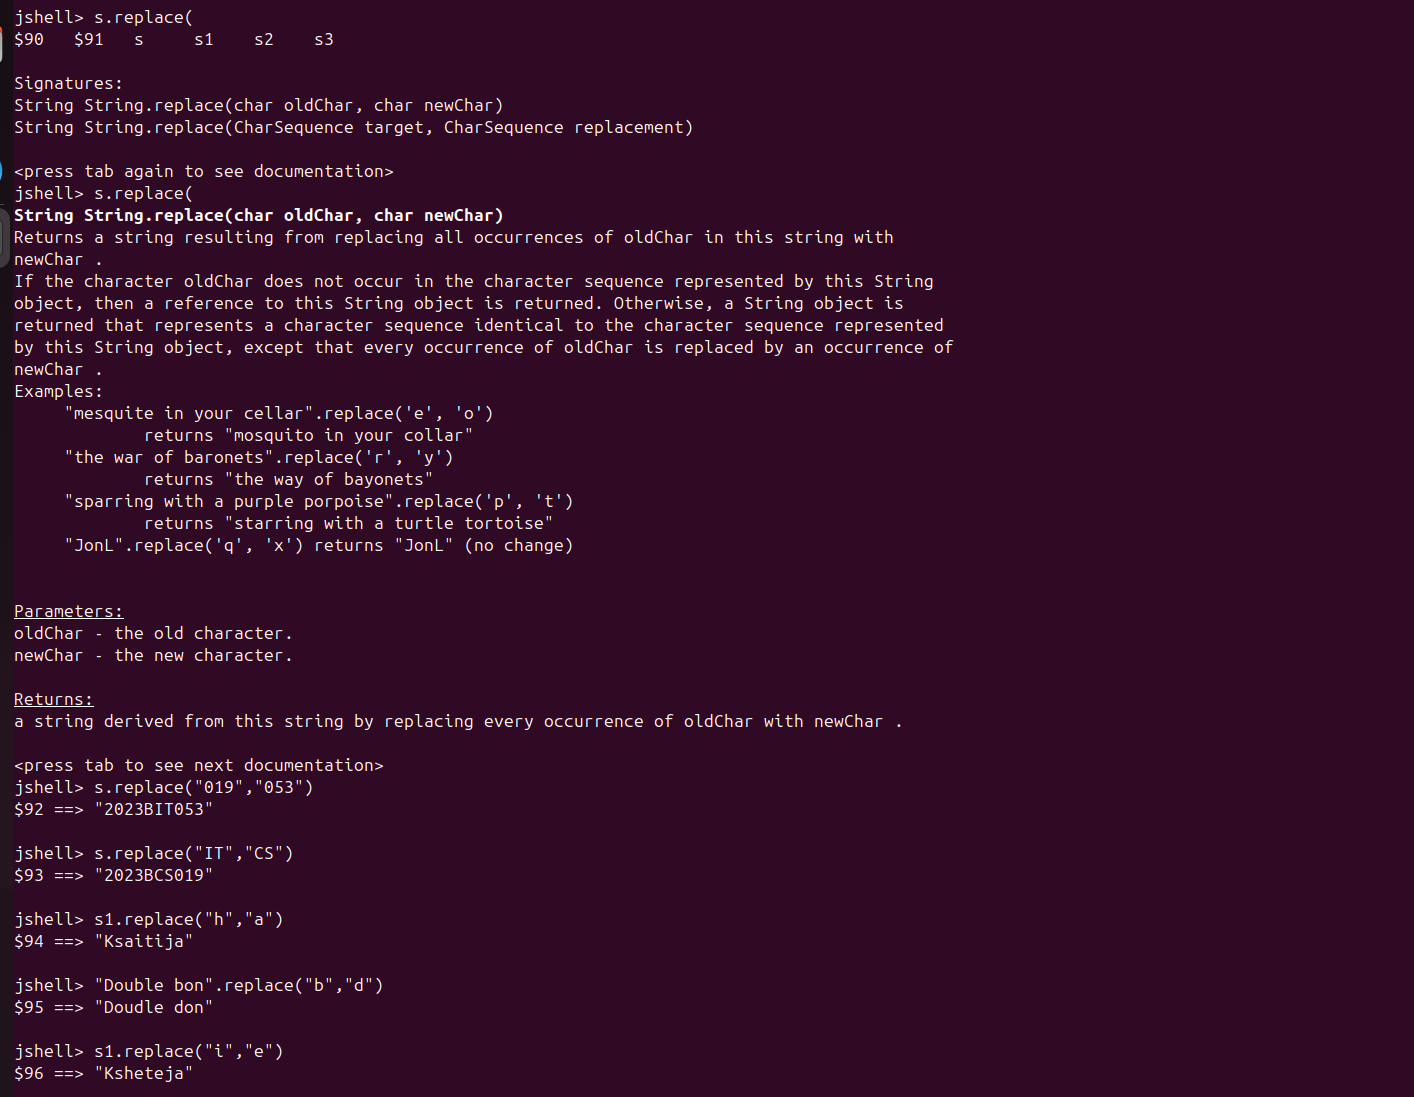 jshell> s.replace(
$90   $91   s     s1    s2    s3
Signatures:
String String.replace(char oldChar, char newChar)
String String.replace(CharSequence target, CharSequence replacement)
<press tab again to see documentation>
jshell> s.replace(
String String.replace(char oldChar, char newChar)
Returns a string resulting from replacing all occurrences of oldChar in this string with
newChar .
If the character oldChar does not occur in the character sequence represented by this String
object, then a reference to this String object is returned. Otherwise, a String object is
returned that represents a character sequence identical to the character sequence represented
by this String object, except that every occurrence of oldChar is replaced by an occurrence of
newChar .
Examples:
     "mesquite in your cellar".replace('e', 'o')
             returns "mosquito in your collar"
     "the war of baronets".replace('r', 'y')
             returns "the way of bayonets"
     "sparring with a purple porpoise".replace('p', 't')
             returns "starring with a turtle tortoise"
     "JonL".replace('q', 'x') returns "JonL" (no change)
Parameters:
oldChar - the old character.
newChar - the new character.
Returns:
a string derived from this string by replacing every occurrence of oldChar with newChar .
<press tab to see next documentation>
jshell> s.replace("019","053")
$92 ==> "2023BIT053"
jshell> s.replace("IT","CS")
$93 ==> "2023BCS019"
jshell> s1.replace("h","a")
$94 ==> "Ksaitija"
jshell> "Double bon".replace("b","d")
$95 ==> "Doudle don"
jshell> s1.replace("i","e")
$96 ==> "Ksheteja"